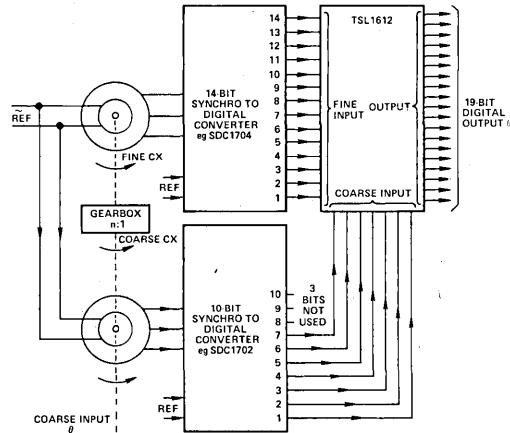 14
TSL1612
13
12
11
10
14-BIT
SYNCHRO TO
DIGITAL
CONVERTER
eg SDC1704
9
8
7
6
5
4
3
2
1
FINE OUTPUT
INPUT
19-BIT
DIGITAL
OUTPUT
COARSE INPUT
~
REF
FINE CX
REF
GEARBOX
n:1
COARSE CX
10-BIT
SYNCHRO TO
DIGITAL
CONVERTER
eg SDC1702
10
9
8
7
6
5
4
3
2
1
3
BITS
NOT
USED
REF
COARSE INPUT
θ